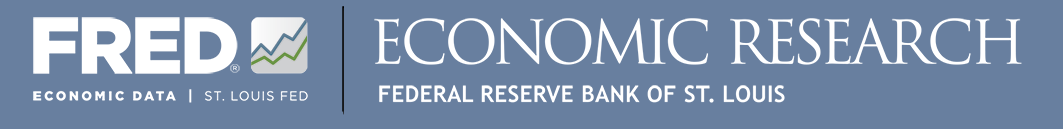 FRED®
ECONOMIC DATA | ST. LOUIS FED
ECONOMIC RESEARCH
FEDERAL RESERVE BANK OF ST. LOUIS